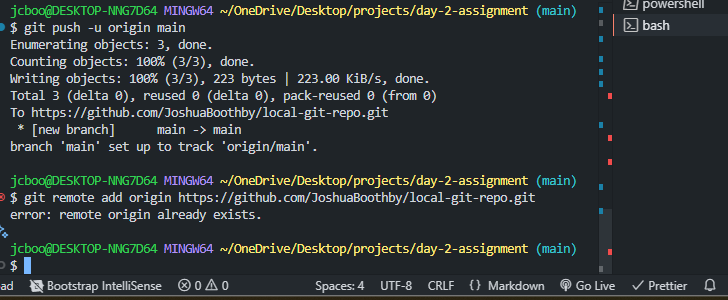 jcboo@DESKTOP-NNG7D64 MINGW64 ~/OneDrive/Desktop/projects/day-2-assignment (main)
$ git push -u origin main
Enumerating objects: 3, done.
Counting objects: 100% (3/3), done.
Writing objects: 100% (3/3), 223 bytes | 223.00 KiB/s, done.
Total 3 (delta 0), reused 0 (delta 0), pack-reused 0 (from 0)
To https://github.com/JoshuaBoothby/local-git-repo.git
 * [new branch]      main -> main
branch 'main' set up to track 'origin/main'.
jcboo@DESKTOP-NNG7D64 MINGW64 ~/OneDrive/Desktop/projects/day-2-assignment (main)
$ git remote add origin https://github.com/JoshuaBoothby/local-git-repo.git
error: remote origin already exists.
jcboo@DESKTOP-NNG7D64 MINGW64 ~/OneDrive/Desktop/projects/day-2-assignment (main)
$
powershell
bash
ad Bootstrap IntelliSense 0 0 Spaces: 4 UTF-8 CRLF {} Markdown Go Live Prettier